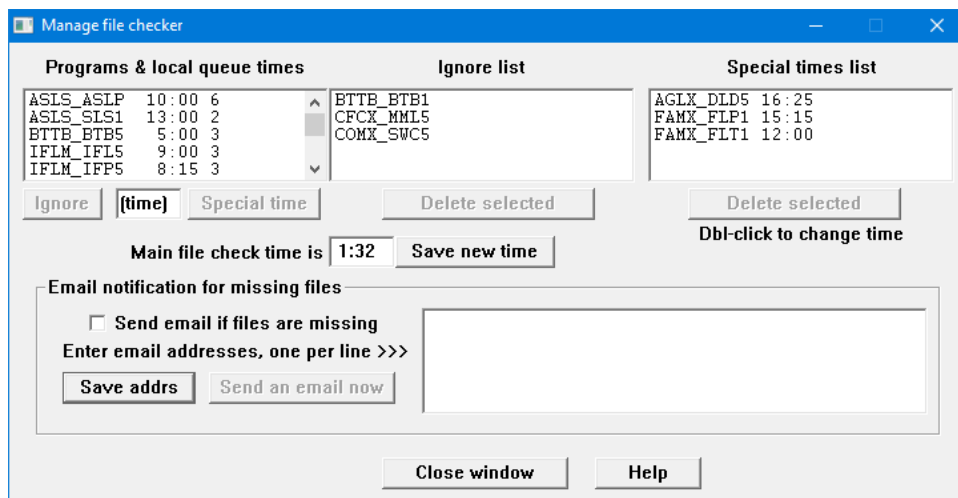 Manage file checker
Programs & local queue times
Ignore list
Special times list
ASLS_ASLP 10:00 6
ASLS_SLS1 13:00 2
BTTB_BTB5 5:00 3
IFLM_IFL5 9:00 3
IFLM_IFP5 8:15 3
BTTB_BTB1
CFCX_MML5
COMX_SWC5
AGLX_DLD5 16:25
FAMX_FLP1 15:15
FAMX_FLT1 12:00
Ignore (time) Special time
Delete selected
Delete selected
Dbl-click to change time
Main file check time is 1:32 Save new time
Email notification for missing files
Send email if files are missing
Enter email addresses, one per line >>>
Save addrs Send an email now
Close window Help